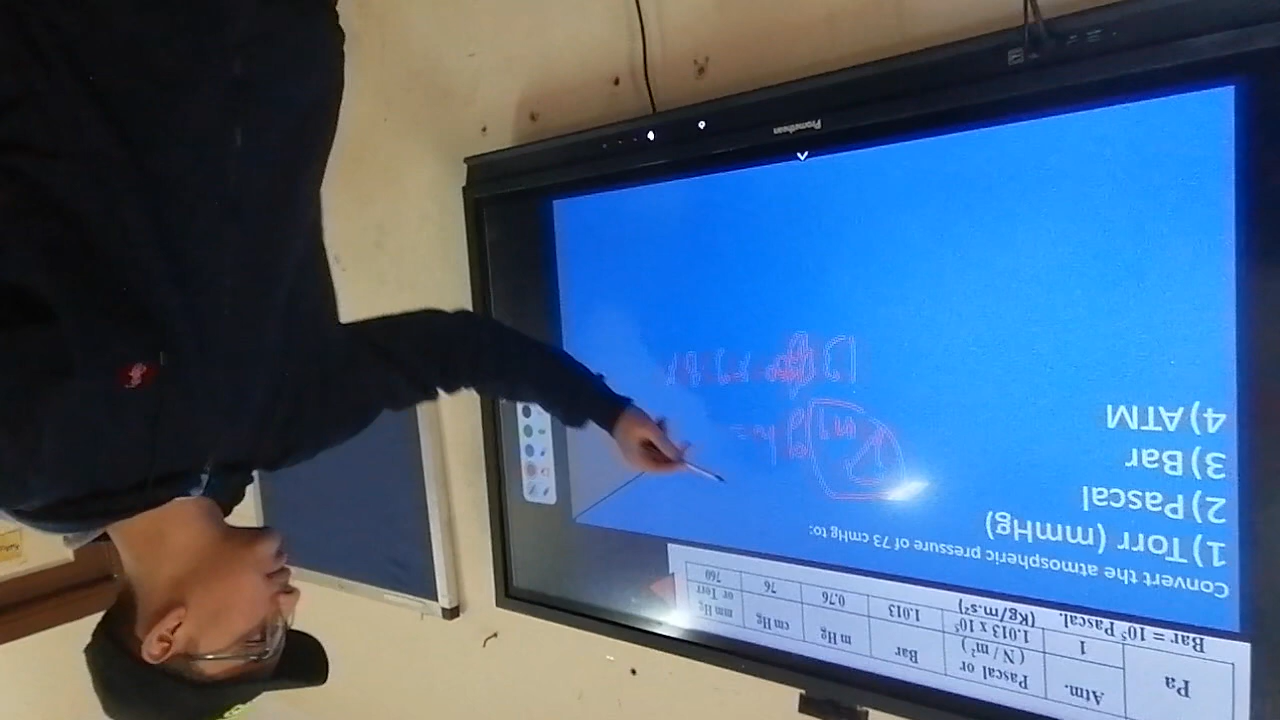 Pa Atm. Pascal or ( N / m²) Bar m Hg cm Hg mm Hg or Torr
1 1.013 x 10⁵ (Kg/m.s²) 1.013 0.76 76 760
Bar = 10⁵ Pascal.
Convert the atmospheric pressure of 73 cmHg to:
1)Torr (mmHg)
2)Pascal
3)Bar
4)ATM
Promethean